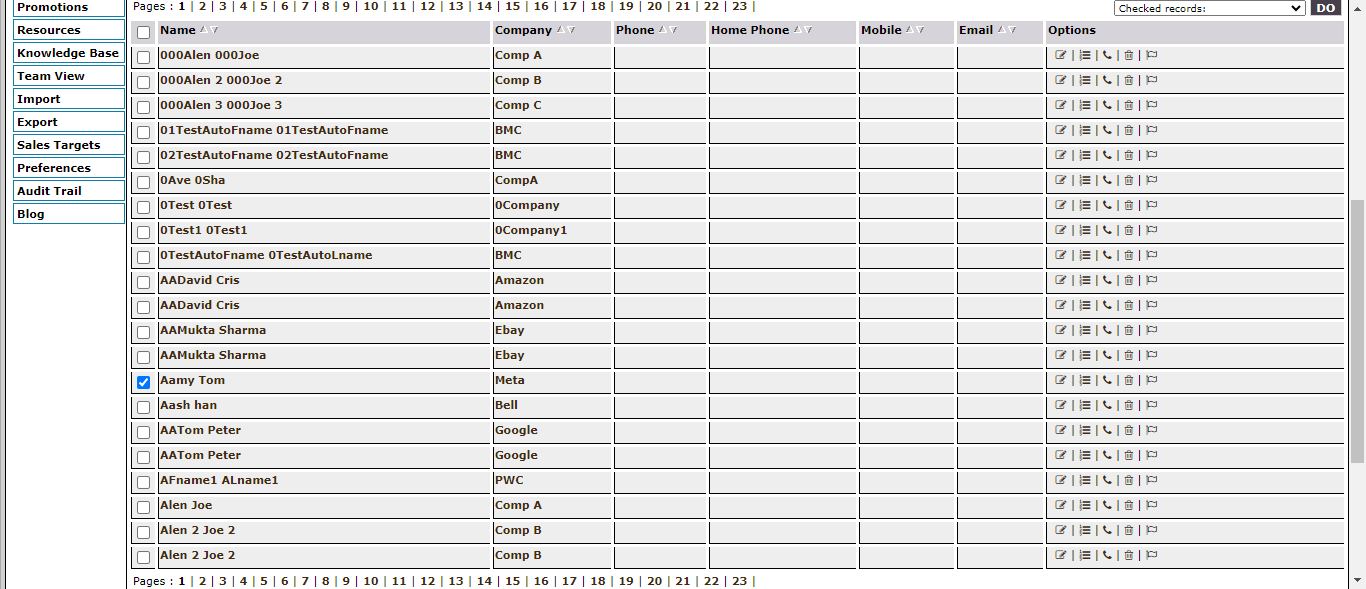 Promotions
Resources
Knowledge Base
Team View
Import
Export
Sales Targets
Preferences
Audit Trail
Blog
Pages : 1 | 2 | 3 | 4 | 5 | 6 | 7 | 8 | 9 | 10 | 11 | 12 | 13 | 14 | 15 | 16 | 17 | 18 | 19 | 20 | 21 | 22 | 23 |
Checked records: DO
Name Company Phone Home Phone Mobile Email Options
000Alen 000Joe Comp A
000Alen 2 000Joe 2 Comp B
000Alen 3 000Joe 3 Comp C
01TestAutoFname 01TestAutoFname BMC
02TestAutoFname 02TestAutoFname BMC
0Ave 0Sha CompA
0Test 0Test 0Company
0Test1 0Test1 0Company1
0TestAutoFname 0TestAutoLname BMC
AADavid Cris Amazon
AADavid Cris Amazon
AAMukta Sharma Ebay
AAMukta Sharma Ebay
Aamy Tom Meta
Aash han Bell
AATom Peter Google
AATom Peter Google
AFname1 ALname1 PWC
Alen Joe Comp A
Alen 2 Joe 2 Comp B
Alen 2 Joe 2 Comp B
Pages : 1 | 2 | 3 | 4 | 5 | 6 | 7 | 8 | 9 | 10 | 11 | 12 | 13 | 14 | 15 | 16 | 17 | 18 | 19 | 20 | 21 | 22 | 23 |